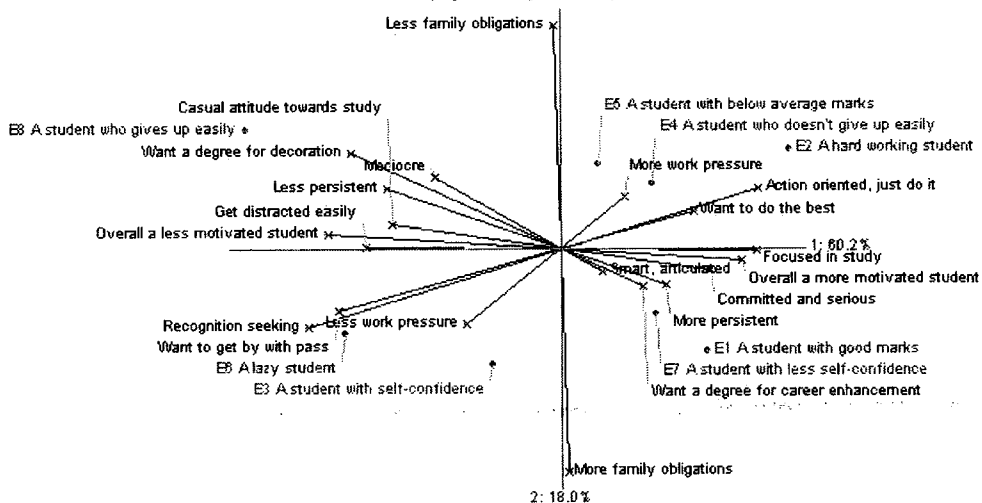 Less family obligations
Casual attitude towards study
E8 A student who gives up easily
Want a degree for decoration
Mediocre
Less persistent
Get distracted easily
Overall a less motivated student
E5 A student with below average marks
E4 A student who doesn't give up easily
E2 A hard working student
More work pressure
Action oriented, just do it
Want to do the best
1: 60.2%
Focused in study
Smart, articulated
Overall a more motivated student
Committed and serious
More persistent
Recognition seeking
Less work pressure
Want to get by with pass
E6 A lazy student
E3 A student with self-confidence
E1 A student with good marks
E7 A student with less self-confidence
Want a degree for career enhancement
More family obligations
2: 18.0%